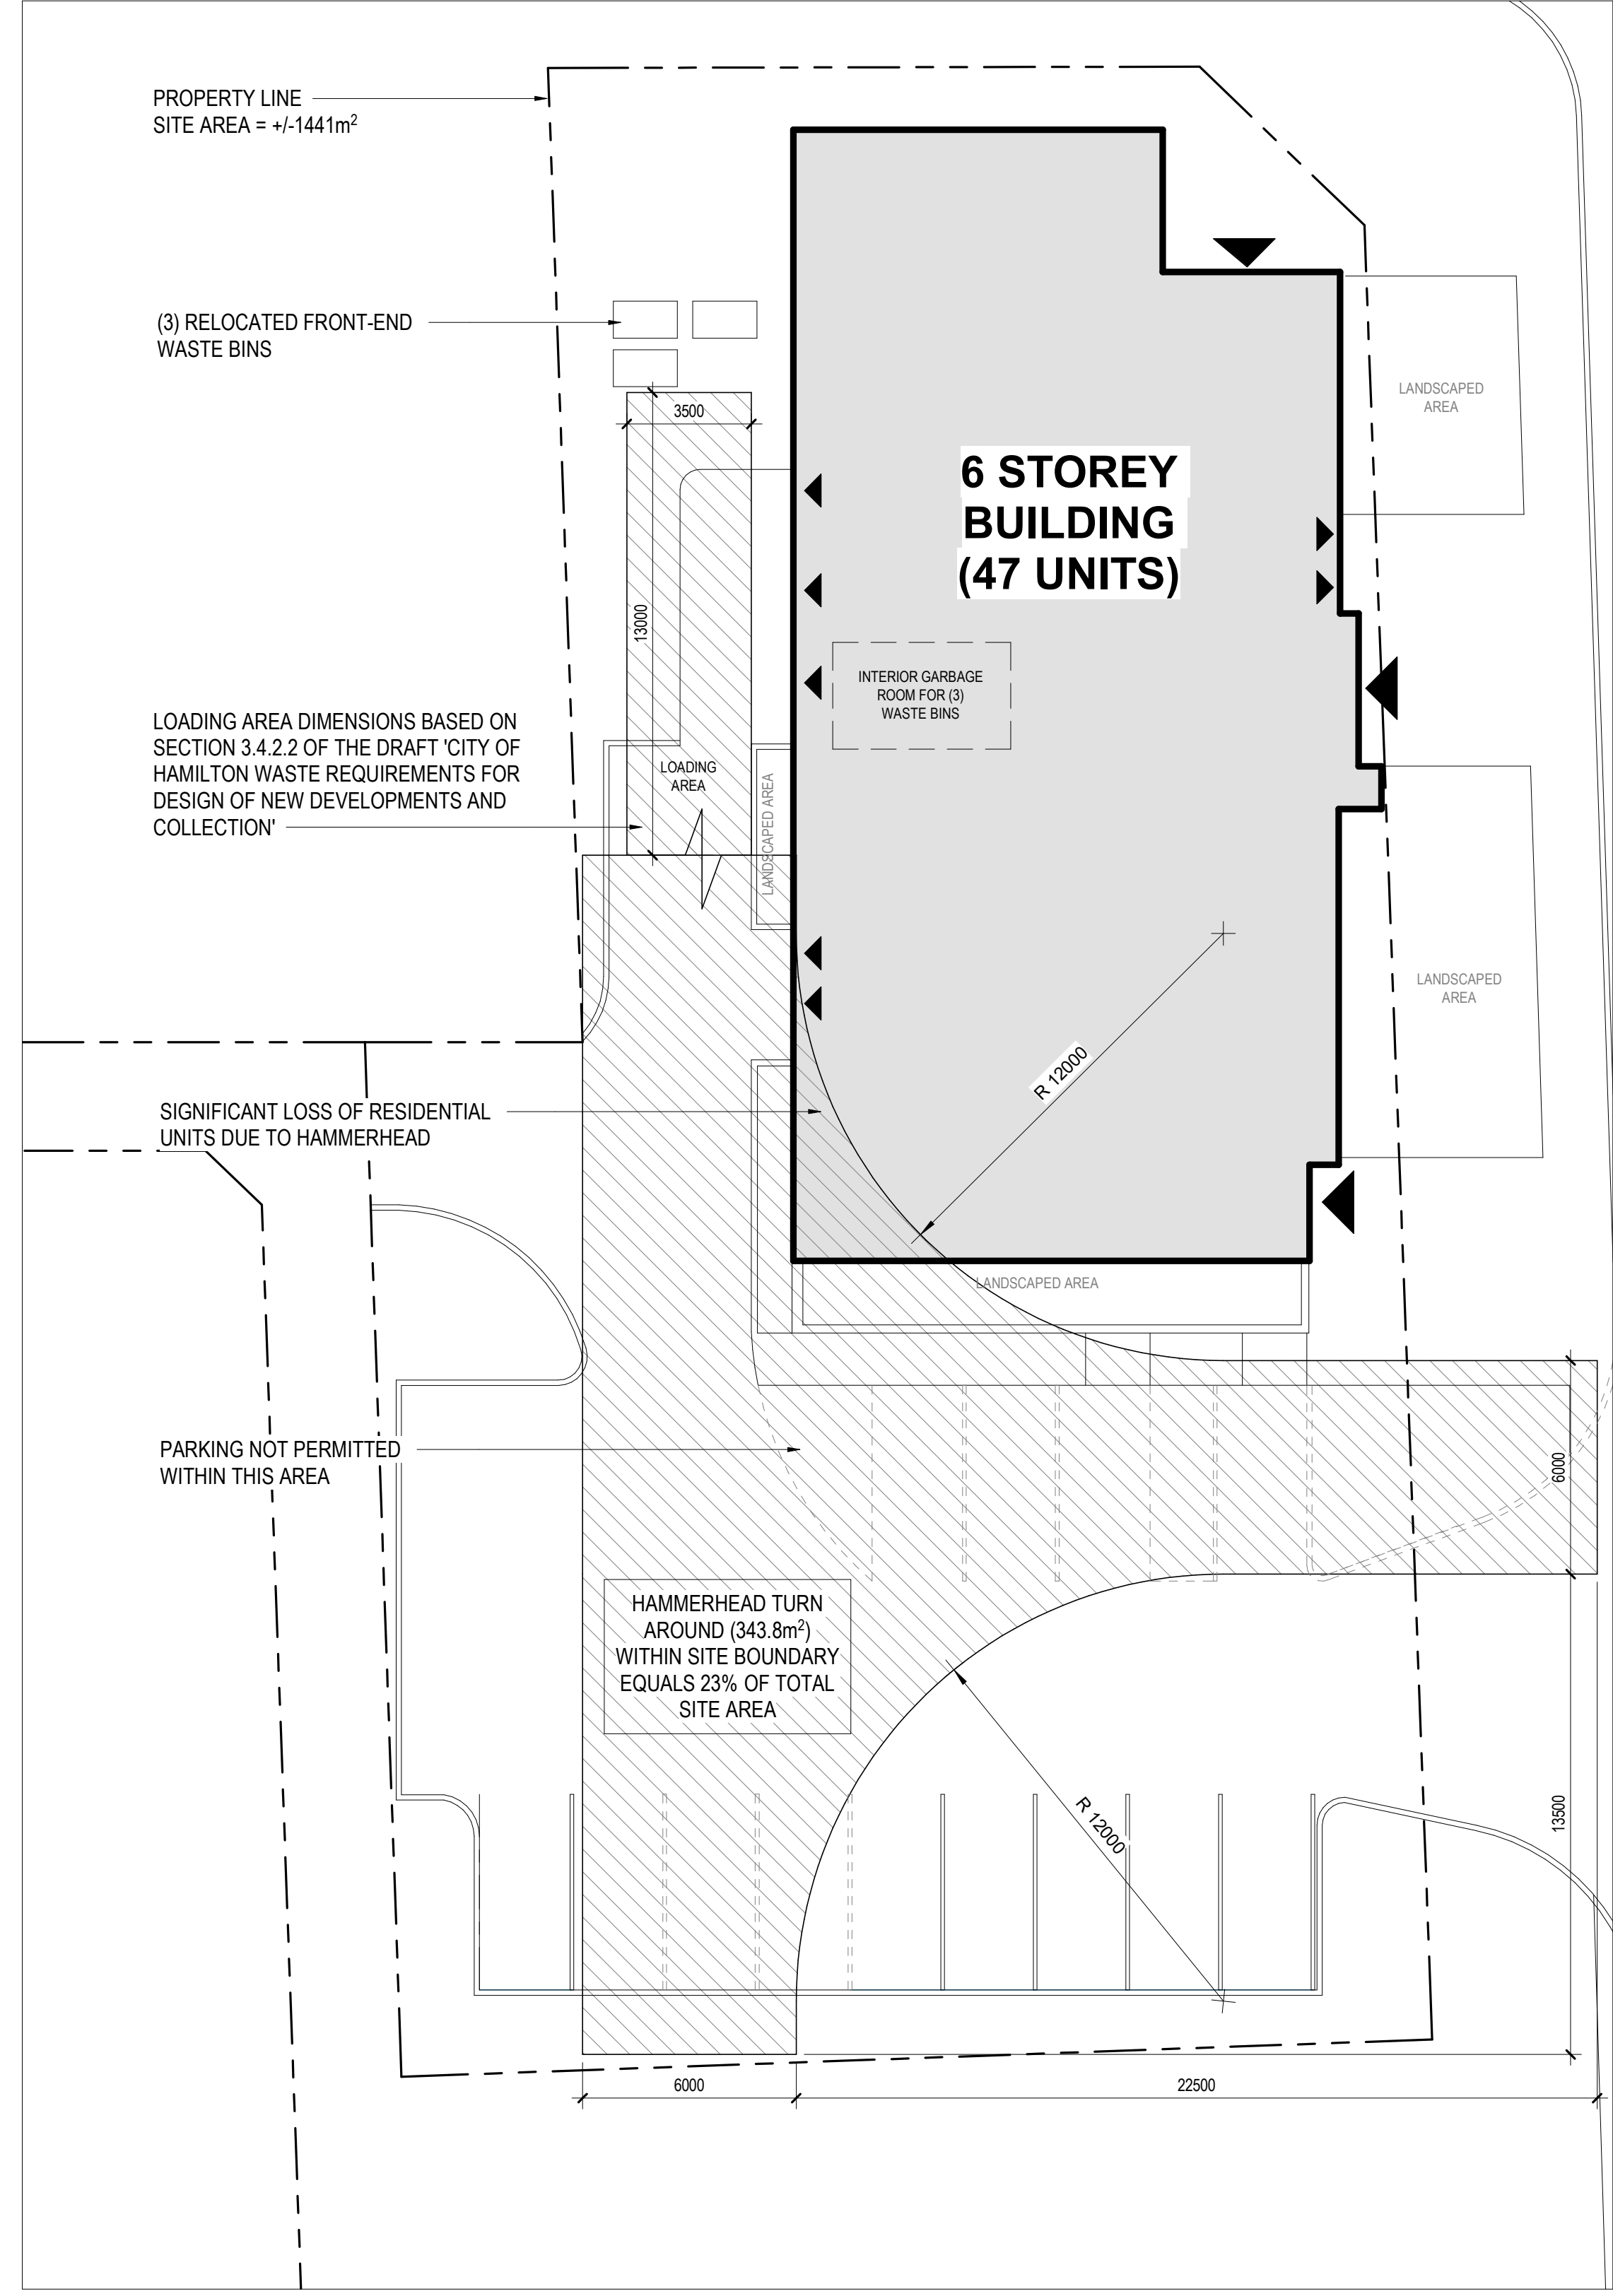 PROPERTY LINE
SITE AREA = +/-1441m²
(3) RELOCATED FRONT-END
WASTE BINS
3500
LANDSCAPED
AREA
6 STOREY
BUILDING
(47 UNITS)
13000
INTERIOR GARBAGE
ROOM FOR (3)
WASTE BINS
LOADING AREA DIMENSIONS BASED ON
SECTION 3.4.2.2 OF THE DRAFT 'CITY OF
HAMILTON WASTE REQUIREMENTS FOR
DESIGN OF NEW DEVELOPMENTS AND
COLLECTION'
LOADING
AREA
LANDSCAPED AREA
LANDSCAPED
AREA
R 12000
SIGNIFICANT LOSS OF RESIDENTIAL
UNITS DUE TO HAMMERHEAD
LANDSCAPED AREA
PARKING NOT PERMITTED
WITHIN THIS AREA
6000
HAMMERHEAD TURN
AROUND (343.8m²)
WITHIN SITE BOUNDARY
EQUALS 23% OF TOTAL
SITE AREA
R 12000
13500
6000
22500